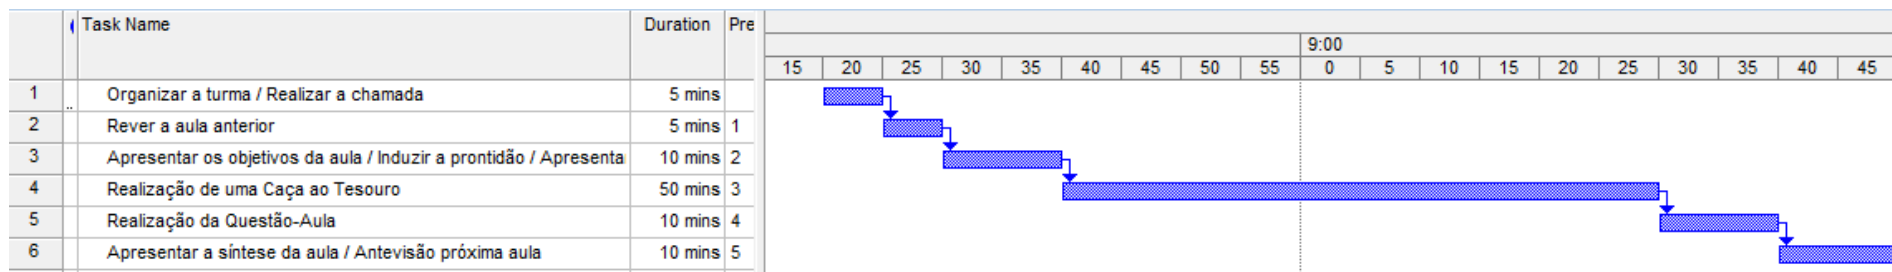 Task Name Duration Pre
9:00
15 20 25 30 35 40 45 50 55 0 5 10 15 20 25 30 35 40 45
1 Organizar a turma / Realizar a chamada 5 mins
2 Rever a aula anterior 5 mins 1
3 Apresentar os objetivos da aula / Induzir a prontidão / Apresenta 10 mins 2
4 Realização de uma Caça ao Tesouro 50 mins 3
5 Realização da Questão-Aula 10 mins 4
6 Apresentar a síntese da aula / Antevisão próxima aula 10 mins 5